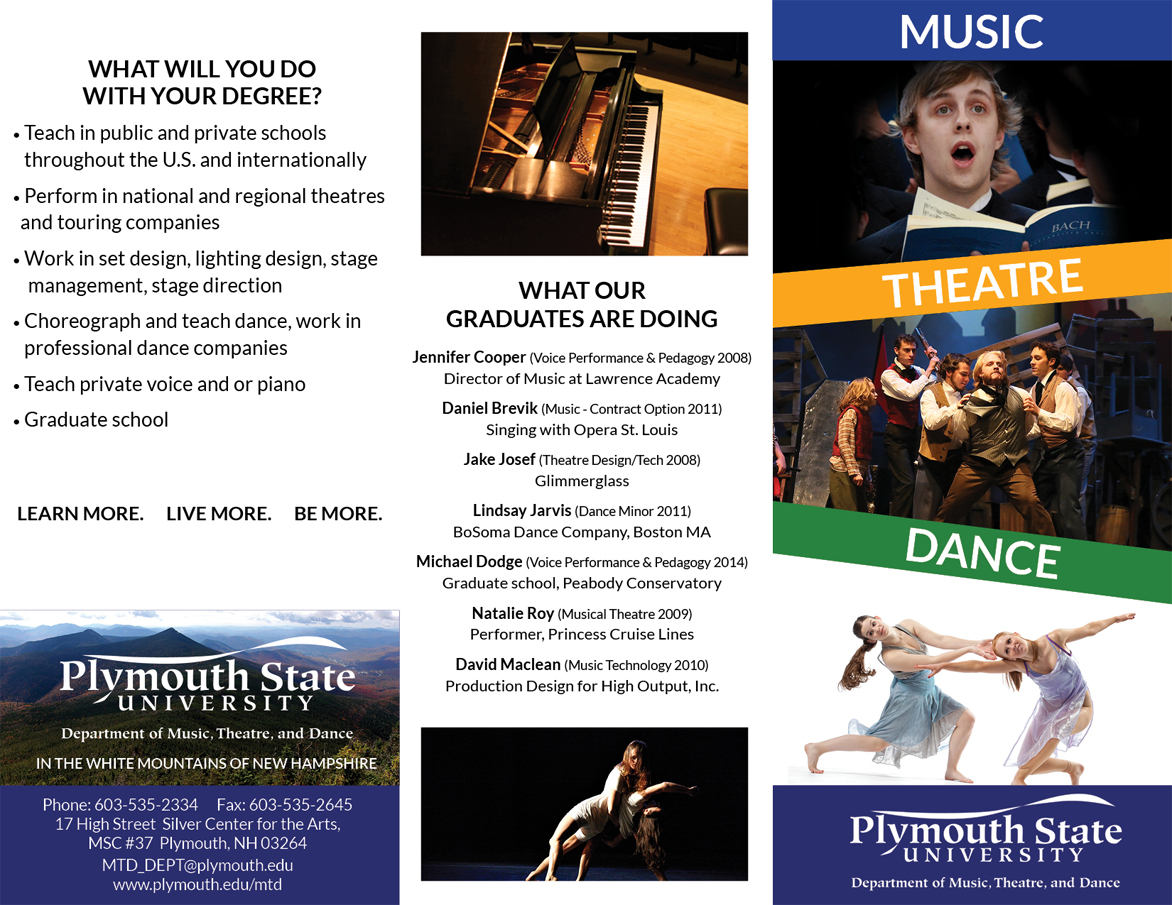 WHAT WILL YOU DO
WITH YOUR DEGREE?
• Teach in public and private schools
throughout the U.S. and internationally
• Perform in national and regional theatres
and touring companies
• Work in set design, lighting design, stage
management, stage direction
• Choreograph and teach dance, work in
professional dance companies
• Teach private voice and or piano
• Graduate school
LEARN MORE. LIVE MORE. BE MORE.
Plymouth State
UNIVERSITY
Department of Music, Theatre, and Dance
IN THE WHITE MOUNTAINS OF NEW HAMPSHIRE
Phone: 603-535-2334 Fax: 603-535-2645
17 High Street Silver Center for the Arts,
MSC #37 Plymouth, NH 03264
MTD_DEPT@plymouth.edu
www.plymouth.edu/mtd
WHAT OUR
GRADUATES ARE DOING
Jennifer Cooper (Voice Performance & Pedagogy 2008)
Director of Music at Lawrence Academy
Daniel Brevik (Music - Contract Option 2011)
Singing with Opera St. Louis
Jake Josef (Theatre Design/Tech 2008)
Glimmerglass
Lindsay Jarvis (Dance Minor 2011)
BoSoma Dance Company, Boston MA
Michael Dodge (Voice Performance & Pedagogy 2014)
Graduate school, Peabody Conservatory
Natalie Roy (Musical Theatre 2009)
Performer, Princess Cruise Lines
David Maclean (Music Technology 2010)
Production Design for High Output, Inc.
MUSIC
BACH
THEATRE
DANCE
Plymouth State
UNIVERSITY
Department of Music, Theatre, and Dance